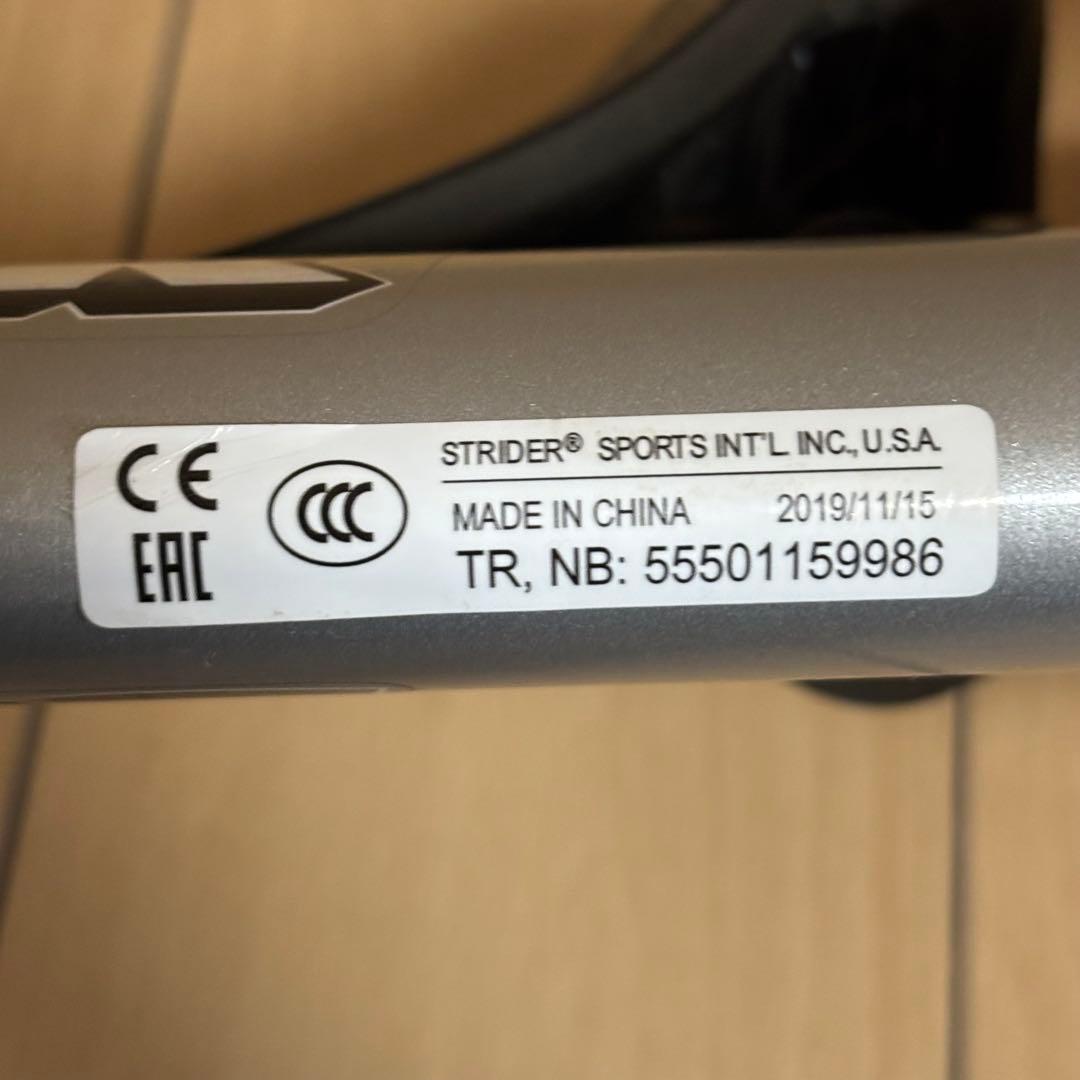 CE
EAC
CCC
STRIDER® SPORTS INT'L INC., U.S.A.
MADE IN CHINA 2019/11/15
TR, NB: 55501159986